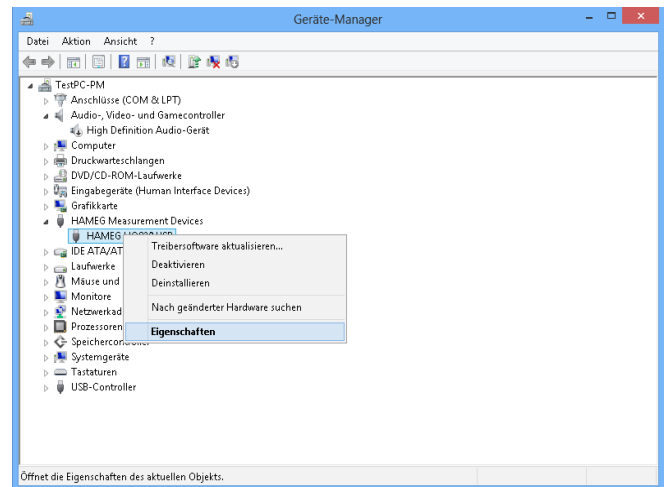 Geräte-Manager
Datei Aktion Ansicht ?
TestPC-PM
Anschlüsse (COM & LPT)
Audio-, Video- und Gamecontroller
High Definition Audio-Gerät
Computer
Druckwarteschlangen
DVD/CD-ROM-Laufwerke
Eingabegeräte (Human Interface Devices)
Grafikkarte
HAMEG Measurement Devices
HAMEG
IDE ATA/AT
Laufwerke
Mäuse und
Monitore
Netzwerkad
Prozessoren
Speichercontroller
Systemgeräte
Tastaturen
USB-Controller
Treibersoftware aktualisieren...
Deaktivieren
Deinstallieren
Nach geänderter Hardware suchen
Eigenschaften
Öffnet die Eigenschaften des aktuellen Objekts.